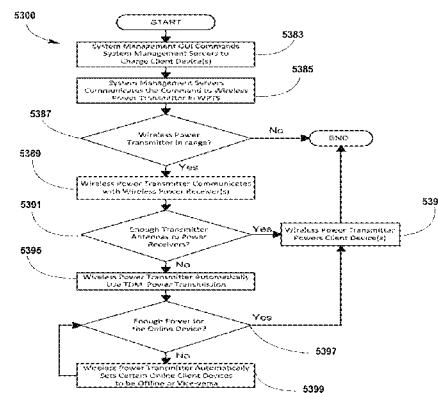 5300
START
System Management GUI Commands
System Management Servers to
Charge Client Device(s)
5383
System Management Servers
Communicates the Command to Wireless
Power Transmitter in WPTS
5385
5387
Wireless Power
Transmitter in range?
No
END
Yes
5389
Wireless Power Transmitter Communicates
with Wireless Power Receiver(s)
5391
Enough Transmitter
Antennas to Power
Receivers?
Yes
Wireless Power Transmitter
Powers Client Device(s)
539
No
5395
Wireless Power Transmitter Automatically
Use TDM Power Transmission
Enough Power for
the Online Device?
Yes
5397
No
Wireless Power Transmitter Automatically
Sets Certain Online Client Devices
to be Offline or Vice-versa
5399